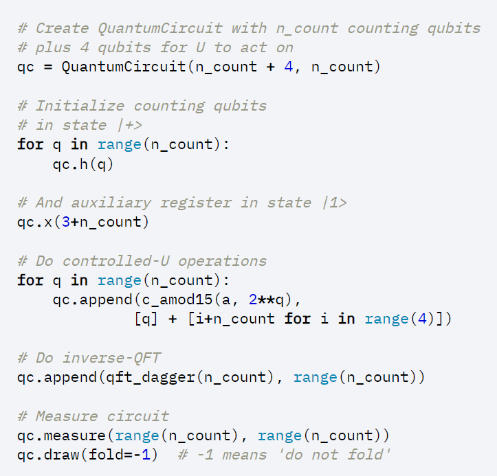 # Create QuantumCircuit with n_count counting qubits
# plus 4 qubits for U to act on
qc = QuantumCircuit(n_count + 4, n_count)

# Initialize counting qubits
# in state |+>
for q in range(n_count):
    qc.h(q)

# And auxiliary register in state |1>
qc.x(3+n_count)

# Do controlled-U operations
for q in range(n_count):
    qc.append(c_amod15(a, 2**q),
             [q] + [i+n_count for i in range(4)])

# Do inverse-QFT
qc.append(qft_dagger(n_count), range(n_count))

# Measure circuit
qc.measure(range(n_count), range(n_count))
qc.draw(fold=-1)  # -1 means 'do not fold'